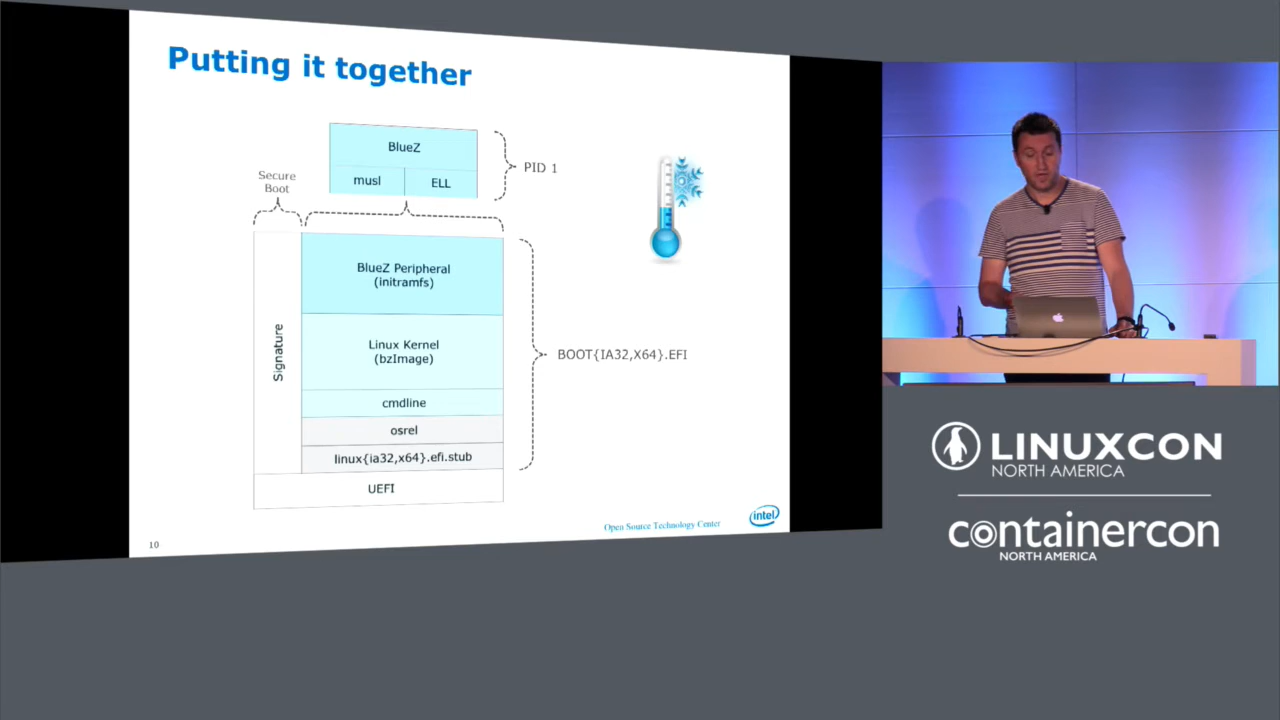 Putting it together
BlueZ
musl
ELL
PID 1
Secure
Boot
Signature
BlueZ Peripheral
(initramfs)
Linux Kernel
(bzImage)
cmdline
osrel
linux{ia32,x64}.efi.stub
UEFI
BOOT{IA32,X64}.EFI
Open Source Technology Center
intel
10
LINUXCON
NORTH AMERICA
containercon
NORTH AMERICA